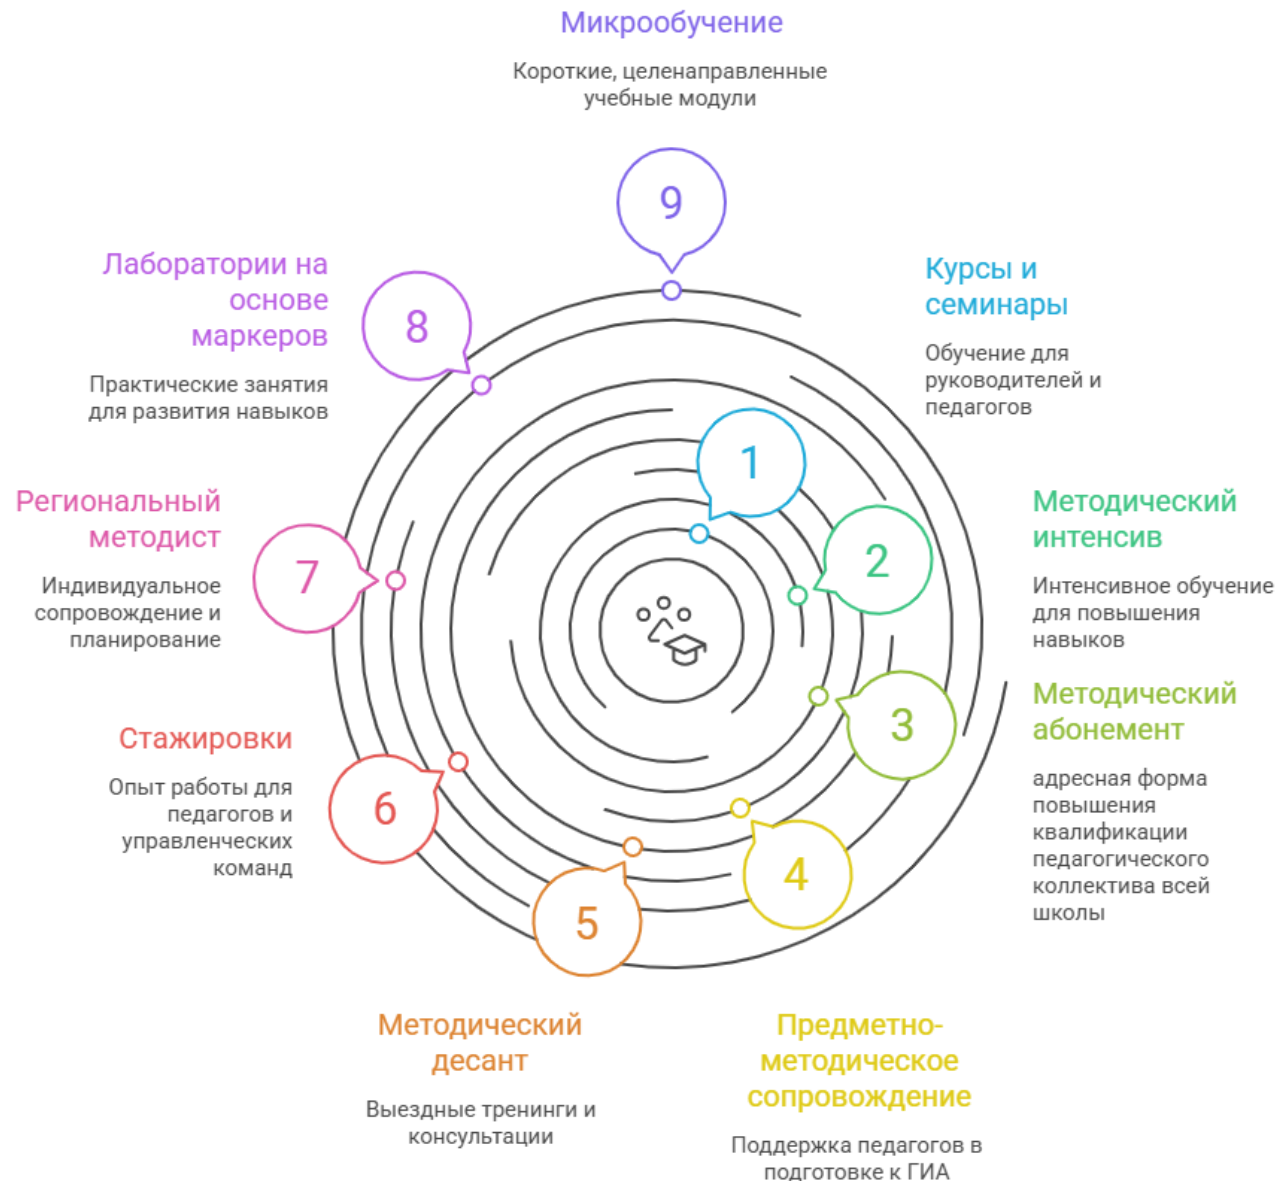 Микрообучение
Короткие, целенаправленные
учебные модули
9
Лаборатории на
основе
маркеров
Практические занятия
для развития навыков
8
Курсы и
семинары
Обучение для
руководителей и
педагогов
1
Региональный
методист
Индивидуальное
сопровождение и
планирование
7
Методический
интенсив
Интенсивное обучение
для повышения
навыков
2
Методический
абонемент
адресная форма
повышения
квалификации
педагогического
коллектива всей
школы
3
Стажировки
Опыт работы для
педагогов и
управленческих
команд
6
4
5
Методический
десант
Выездные тренинги и
консультации
Предметно-
методическое
сопровождение
Поддержка педагогов в
подготовке к ГИА